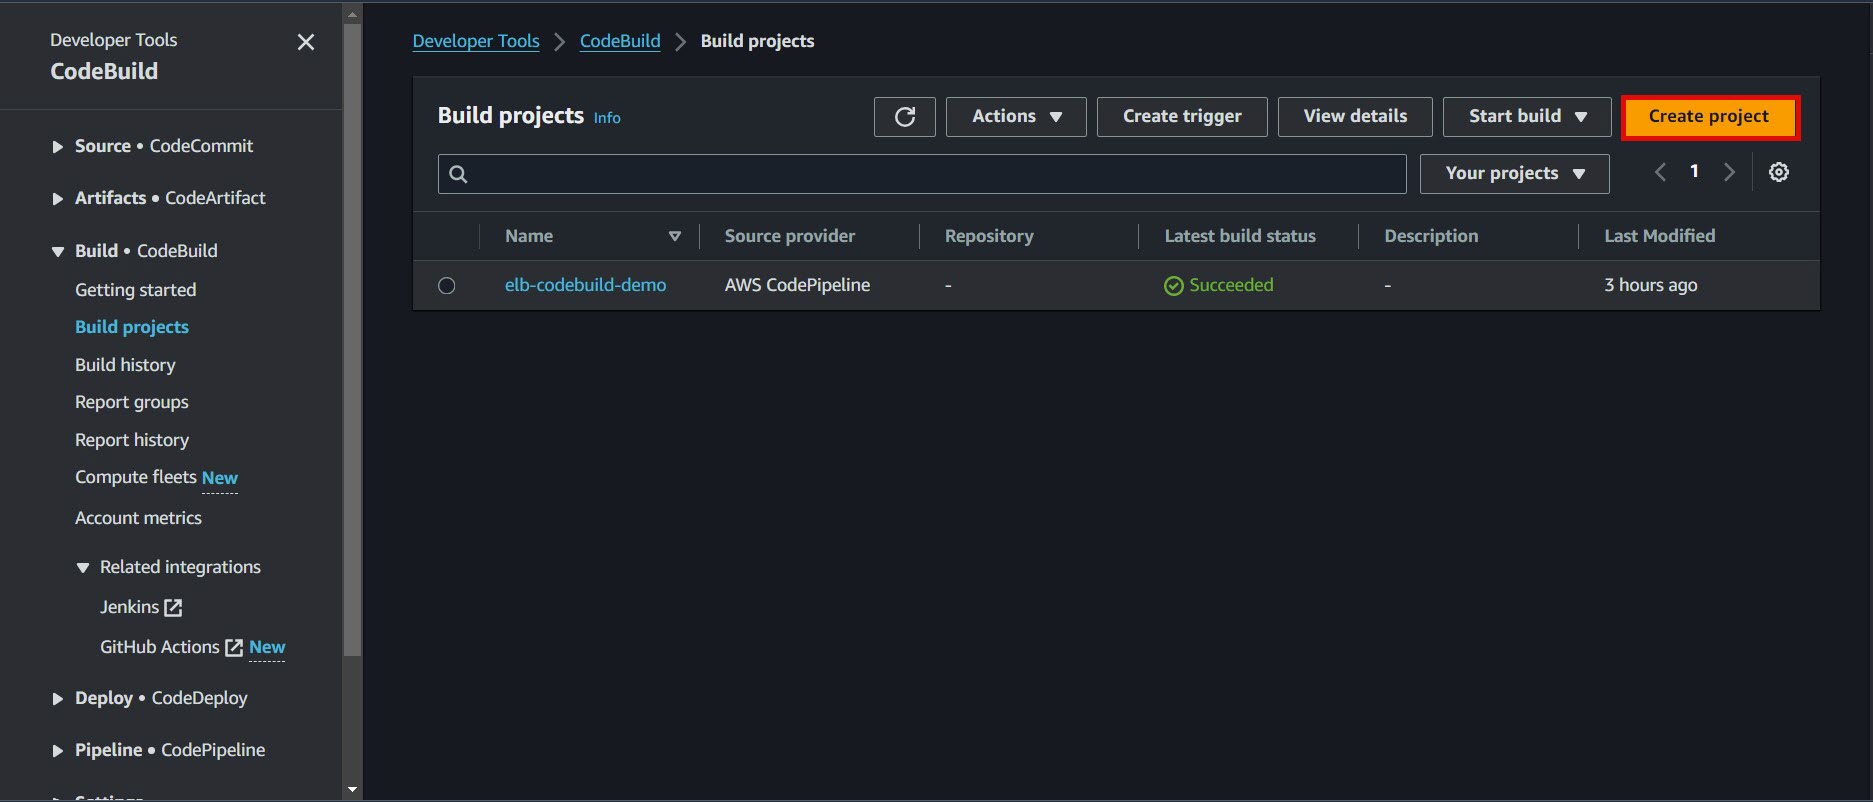 Developer Tools
CodeBuild
Source • CodeCommit
Artifacts • CodeArtifact
Build • CodeBuild
Getting started
Build projects
Build history
Report groups
Report history
Compute fleets New
Account metrics
Related integrations
Jenkins
GitHub Actions New
Deploy • CodeDeploy
Pipeline • CodePipeline
Settings
Developer Tools CodeBuild Build projects
Build projects Info Actions Create trigger View details Start build Create project
Your projects 1
Name Source provider Repository Latest build status Description Last Modified
elb-codebuild-demo AWS CodePipeline - Succeeded - 3 hours ago